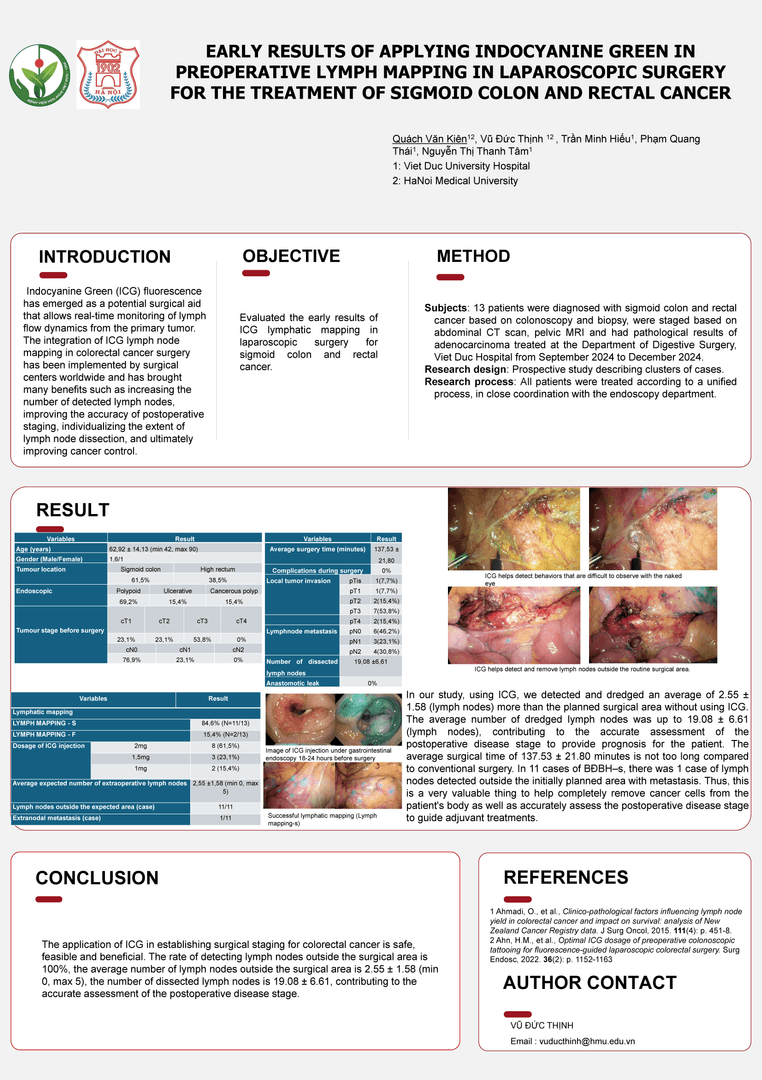 EARLY RESULTS OF APPLYING INDOCYANINE GREEN IN
PREOPERATIVE LYMPH MAPPING IN LAPAROSCOPIC SURGERY
FOR THE TREATMENT OF SIGMOID COLON AND RECTAL CANCER
ĐẠI HỌC Y
1902
HÀ NỘI
Quách Văn Kiên12, Vũ Đức Thịnh 12 , Trần Minh Hiếu1, Phạm Quang
Thái1, Nguyễn Thị Thanh Tâm1
1: Viet Duc University Hospital
2: HaNoi Medical University
INTRODUCTION
Indocyanine Green (ICG) fluorescence
has emerged as a potential surgical aid
that allows real-time monitoring of lymph
flow dynamics from the primary tumor.
The integration of ICG lymph node
mapping in colorectal cancer surgery
has been implemented by surgical
centers worldwide and has brought
many benefits such as increasing the
number of detected lymph nodes,
improving the accuracy of postoperative
staging, individualizing the extent of
lymph node dissection, and ultimately
improving cancer control.
OBJECTIVE
Evaluated the early results of
ICG lymphatic mapping in
laparoscopic surgery for
sigmoid colon and rectal
cancer.
METHOD
Subjects: 13 patients were diagnosed with sigmoid colon and rectal
cancer based on colonoscopy and biopsy, were staged based on
abdominal CT scan, pelvic MRI and had pathological results of
adenocarcinoma treated at the Department of Digestive Surgery,
Viet Duc Hospital from September 2024 to December 2024.
Research design: Prospective study describing clusters of cases.
Research process: All patients were treated according to a unified
process, in close coordination with the endoscopy department.
RESULT
Variables Result
Age (years) 62,92 ± 14,13 (min 42, max 90)
Gender (Male/Female) 1,6/1
Tumour location Sigmoid colon High rectum
61,5% 38,5%
Endoscopic Polypoid Ulcerative Cancerous polyp
69,2% 15,4% 15,4%
Tumour stage before surgery cT1 cT2 cT3 cT4
23,1% 23,1% 53,8% 0%
cN0 cN1 cN2
76,9% 23,1% 0%
Variables Result
Average surgery time (minutes) 137,53 ±
21,80
Complications during surgery 0%
Local tumor invasion pTis 1(7,7%)
pT1 1(7,7%)
pT2 2(15,4%)
pT3 7(53,8%)
pT4 2(15,4%)
Lymphnode metastasis pN0 6(46,2%)
pN1 3(23,1%)
pN2 4(30,8%)
Number of dissected 19,08 ±6,61
lymph nodes
Anastomotic leak 0%
ICG helps detect behaviors that are difficult to observe with the naked
eye
ICG helps detect and remove lymph nodes outside the routine surgical area.
Variables Result
Lymphatic mapping
LYMPH MAPPING - S 84,6% (N=11/13)
LYMPH MAPPING - F 15,4% (N=2/13)
Dosage of ICG injection 2mg 8 (61,5%)
1,5mg 3 (23,1%)
1mg 2 (15,4%)
Average expected number of extraoperative lymph nodes 2,55 ±1,58 (min 0, max
5)
Lymph nodes outside the expected area (case) 11/11
Extranodal metastasis (case) 1/11
Image of ICG injection under gastrointestinal
endoscopy 18-24 hours before surgery
Successful lymphatic mapping (Lymph
mapping-s)
In our study, using ICG, we detected and dredged an average of 2.55 ±
1.58 (lymph nodes) more than the planned surgical area without using ICG.
The average number of dredged lymph nodes was up to 19.08 ± 6.61
(lymph nodes), contributing to the accurate assessment of the
postoperative disease stage to provide prognosis for the patient. The
average surgical time of 137.53 ± 21.80 minutes is not too long compared
to conventional surgery. In 11 cases of BĐBH–s, there was 1 case of lymph
nodes detected outside the initially planned area with metastasis. Thus, this
is a very valuable thing to help completely remove cancer cells from the
patient's body as well as accurately assess the postoperative disease stage
to guide adjuvant treatments.
CONCLUSION
The application of ICG in establishing surgical staging for colorectal cancer is safe,
feasible and beneficial. The rate of detecting lymph nodes outside the surgical area is
100%, the average number of lymph nodes outside the surgical area is 2.55 ± 1.58 (min
0, max 5), the number of dissected lymph nodes is 19.08 ± 6.61, contributing to the
accurate assessment of the postoperative disease stage.
REFERENCES
1 Ahmadi, O., et al., Clinico-pathological factors influencing lymph node
yield in colorectal cancer and impact on survival: analysis of New
Zealand Cancer Registry data. J Surg Oncol, 2015. 111(4): p. 451-8.
2 Ahn, H.M., et al., Optimal ICG dosage of preoperative colonoscopic
tattooing for fluorescence-guided laparoscopic colorectal surgery. Surg
Endosc, 2022. 36(2): p. 1152-1163
AUTHOR CONTACT
VŨ ĐỨC THỊNH
Email : vuducthinh@hmu.edu.vn